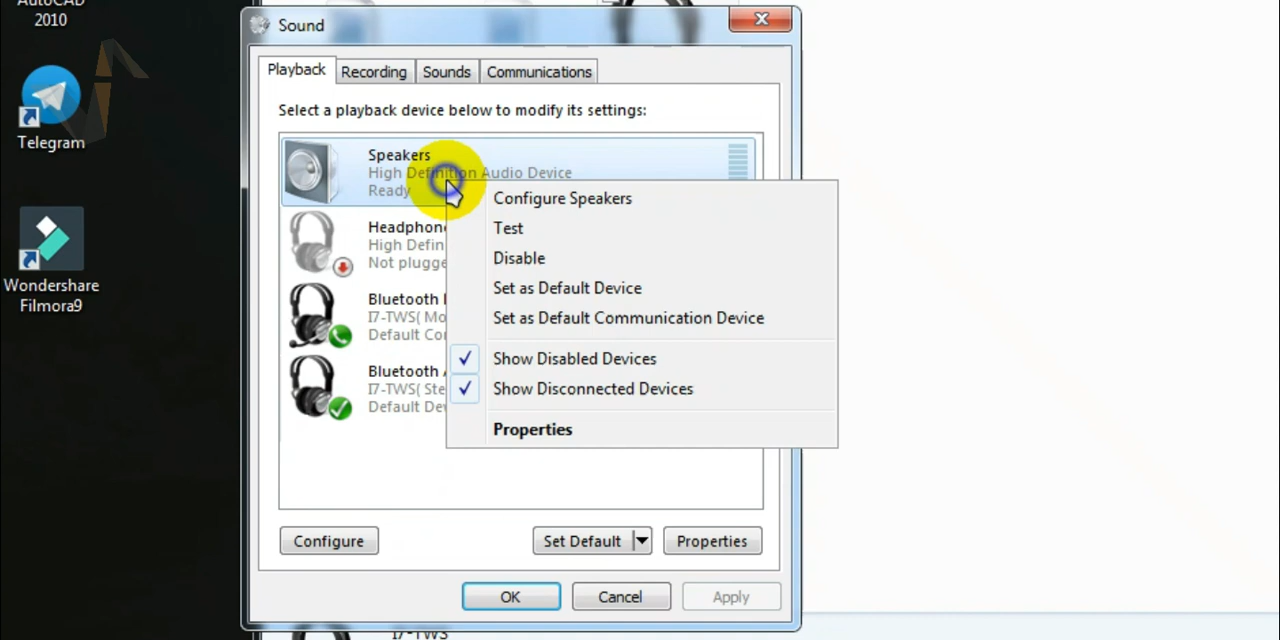 AutoCAD
2010
Telegram
Wondershare
Filmora9
Sound
Playback
Recording
Sounds
Communications
Select a playback device below to modify its settings:
Speakers
High Definition Audio Device
Ready
High Defin
Not plugge
Bluetooth
I7-TWS( Mo
Default Co
Bluetooth
I7-TWS( Ste
Default De
Configure Speakers
Test
Disable
Set as Default Device
Set as Default Communication Device
Show Disabled Devices
Show Disconnected Devices
Properties
Configure
Set Default
Properties
OK
Cancel
Apply
I7-TWS